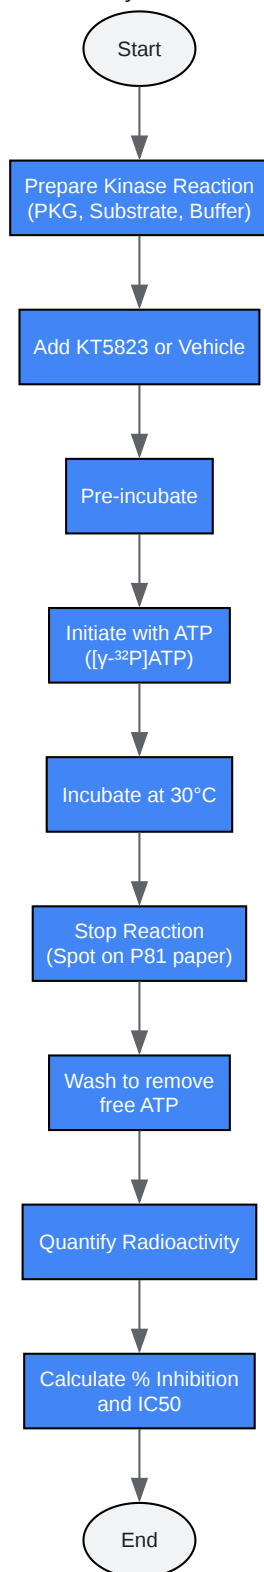 Start
Prepare Kinase Reaction
(PKG, Substrate, Buffer)
Add KT5823 or Vehicle
Pre-incubate
Initiate with ATP
([γ-³²P]ATP)
Incubate at 30°C
Stop Reaction
(Spot on P81 paper)
Wash to remove
free ATP
Quantify Radioactivity
Calculate % Inhibition
and IC50
End